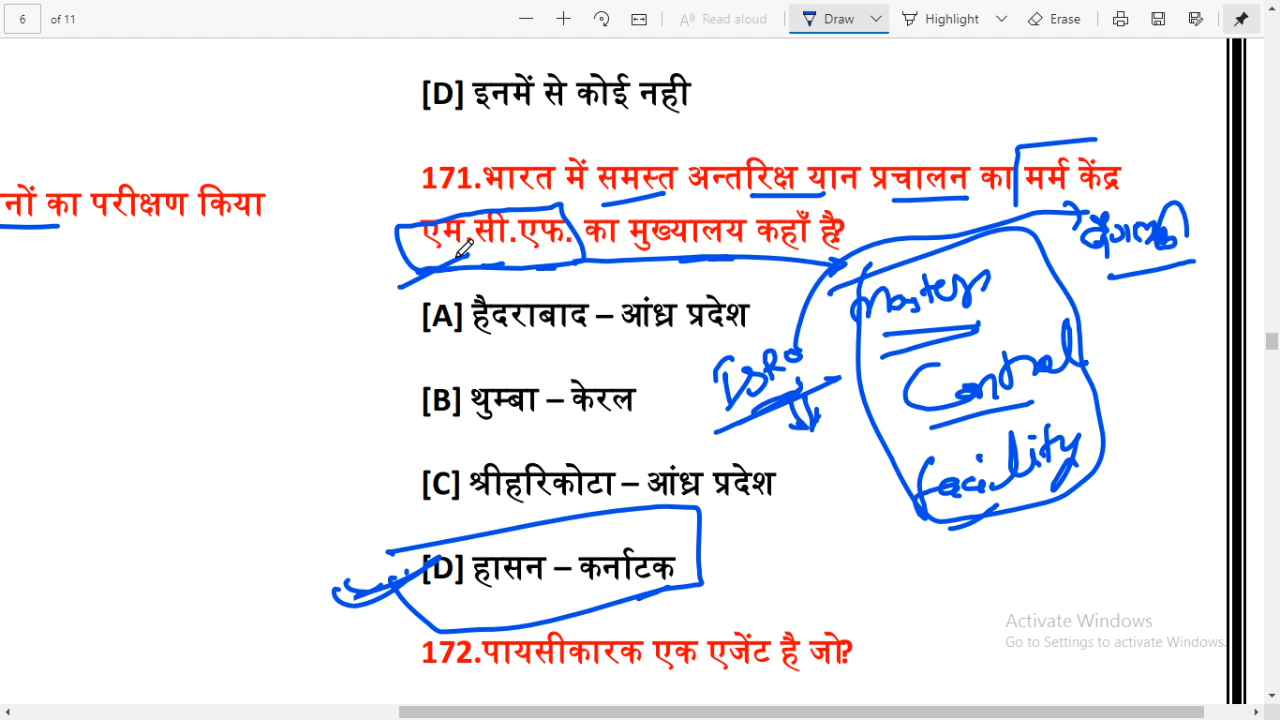 6 of 11
Read aloud
Draw
Highlight
Erase
[D] इनमें से कोई नही
नों का परीक्षण किया
171.भारत में समस्त अन्तरिक्ष यान प्रचालन का मर्म केंद्र
एम.सी.एफ. का मुख्यालय कहाँ है?
[A] हैदराबाद – आंध्र प्रदेश
[B] थुम्बा – केरल
[C] श्रीहरिकोटा – आंध्र प्रदेश
[D] हासन – कर्नाटक
172.पायसीकारक एक एजेंट है जो?
ISRO
Master
Control
facility
Activate Windows
Go to Settings to activate Windows.